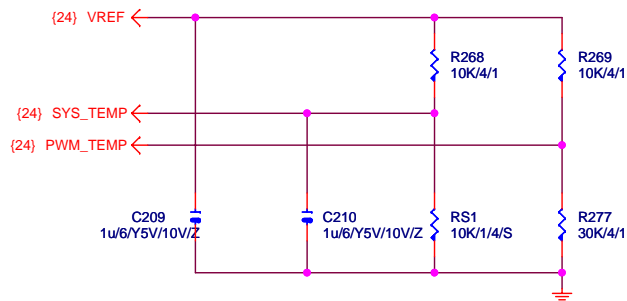 {24} VREF
R268
10K/4/1
R269
10K/4/1
{24} SYS_TEMP
{24} PWM_TEMP
C209
1u/6/Y5V/10V/Z
C210
1u/6/Y5V/10V/Z
RS1
10K/1/4/S
R277
30K/4/1